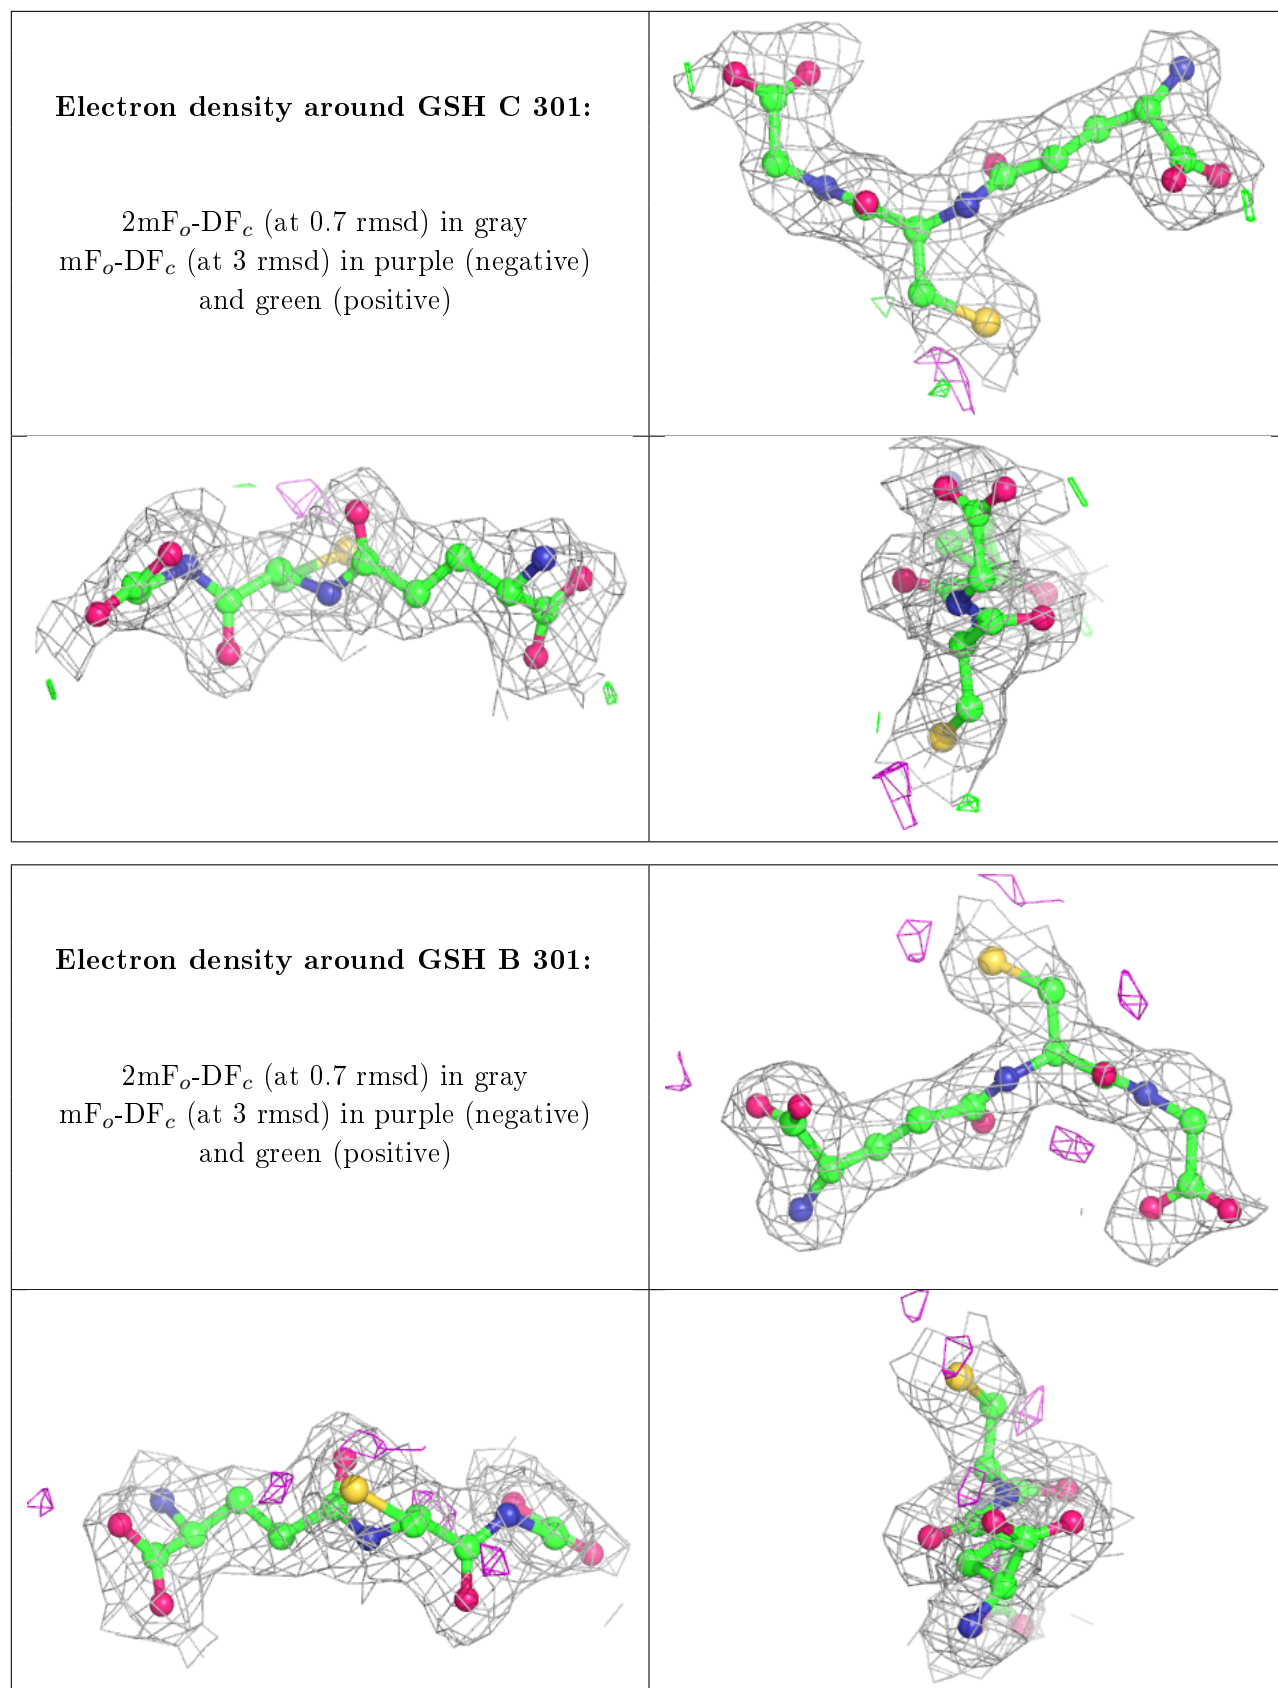 Electron density around GSH C 301:
2mFo-DFc (at 0.7 rmsd) in gray
mFo-DFc (at 3 rmsd) in purple (negative)
and green (positive)
Electron density around GSH B 301:
2mFo-DFc (at 0.7 rmsd) in gray
mFo-DFc (at 3 rmsd) in purple (negative)
and green (positive)